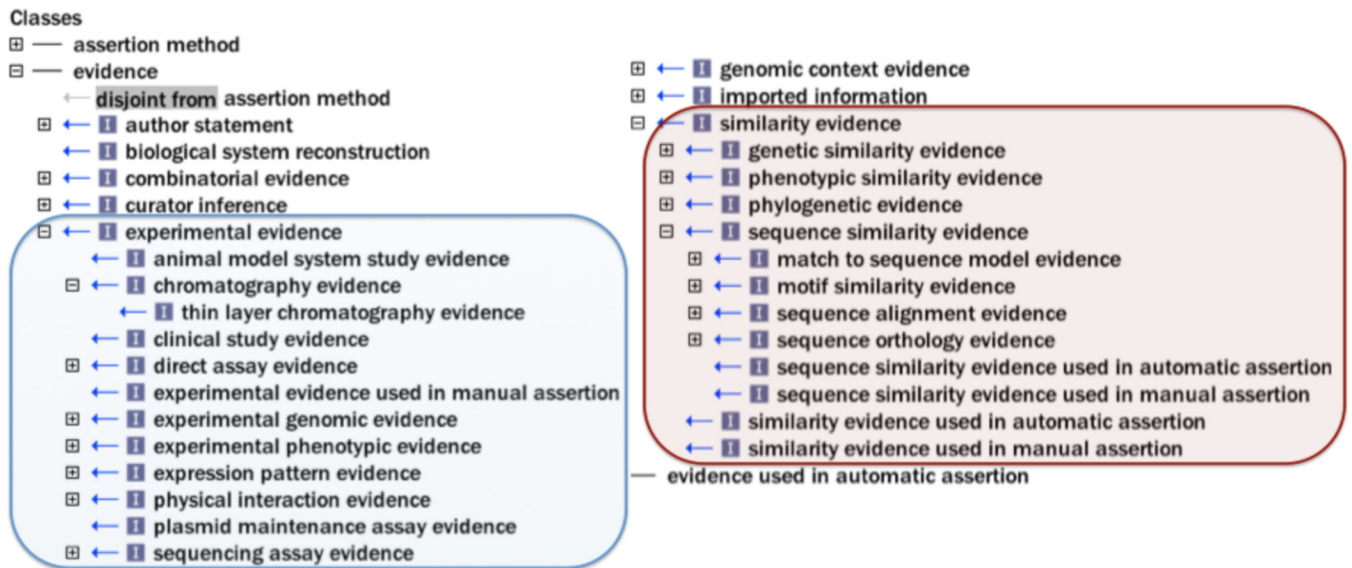 Classes
assertion method
evidence
disjoint from assertion method
author statement
biological system reconstruction
combinatorial evidence
curator inference
experimental evidence
animal model system study evidence
chromatography evidence
thin layer chromatography evidence
clinical study evidence
direct assay evidence
experimental evidence used in manual assertion
experimental genomic evidence
experimental phenotypic evidence
expression pattern evidence
physical interaction evidence
plasmid maintenance assay evidence
sequencing assay evidence
genomic context evidence
imported information
similarity evidence
genetic similarity evidence
phenotypic similarity evidence
phylogenetic evidence
sequence similarity evidence
match to sequence model evidence
motif similarity evidence
sequence alignment evidence
sequence orthology evidence
sequence similarity evidence used in automatic assertion
sequence similarity evidence used in manual assertion
similarity evidence used in automatic assertion
similarity evidence used in manual assertion
evidence used in automatic assertion